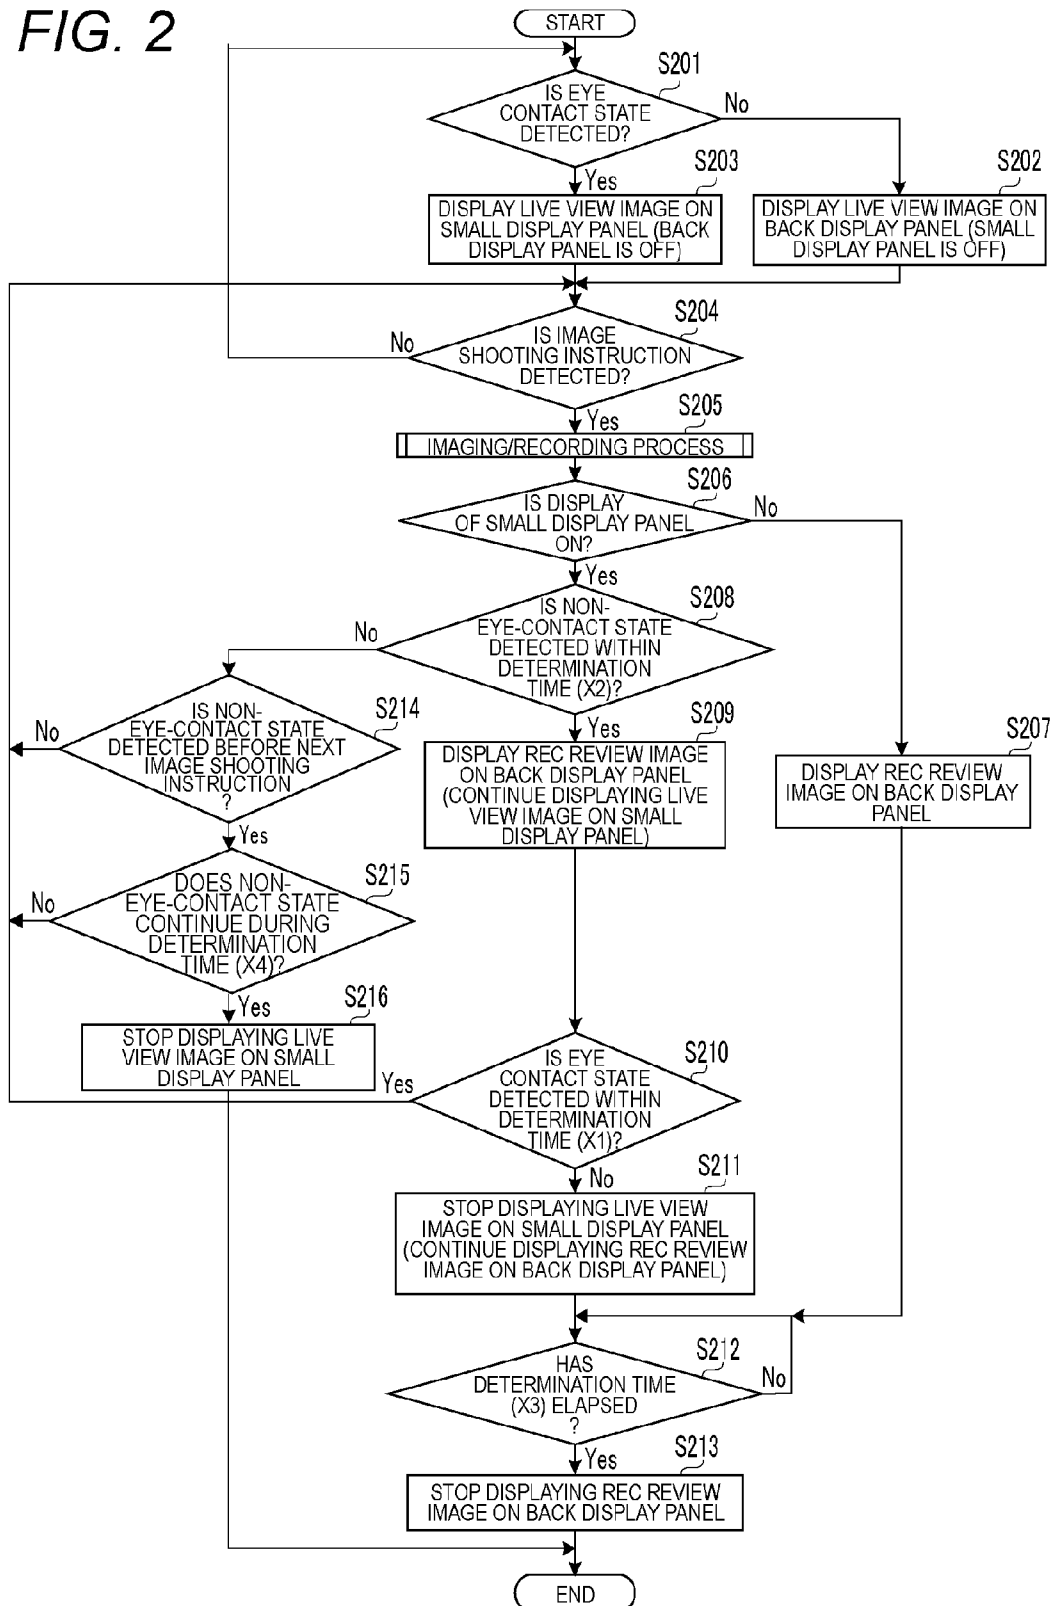 FIG. 2
START
S201
IS EYE
CONTACT STATE
DETECTED?
No
Yes
S203
DISPLAY LIVE VIEW IMAGE ON
SMALL DISPLAY PANEL (BACK
DISPLAY PANEL IS OFF)
S202
DISPLAY LIVE VIEW IMAGE ON
BACK DISPLAY PANEL (SMALL
DISPLAY PANEL IS OFF)
S204
IS IMAGE
SHOOTING INSTRUCTION
DETECTED?
No
Yes
S205
IMAGING/RECORDING PROCESS
S206
IS DISPLAY
OF SMALL DISPLAY PANEL
ON?
No
Yes
S208
IS NON-
EYE-CONTACT STATE
DETECTED WITHIN
DETERMINATION
TIME (X2)?
No
Yes
S214
IS NON-
EYE-CONTACT STATE
DETECTED BEFORE NEXT
IMAGE SHOOTING
INSTRUCTION
?
No
Yes
S209
DISPLAY REC REVIEW IMAGE
ON BACK DISPLAY PANEL
(CONTINUE DISPLAYING LIVE
VIEW IMAGE ON SMALL
DISPLAY PANEL)
S207
DISPLAY REC REVIEW
IMAGE ON BACK DISPLAY
PANEL
S215
DOES NON-
EYE-CONTACT STATE
CONTINUE DURING
DETERMINATION
TIME (X4)?
No
Yes
S216
STOP DISPLAYING LIVE
VIEW IMAGE ON SMALL
DISPLAY PANEL
S210
IS EYE
CONTACT STATE
DETECTED WITHIN
DETERMINATION
TIME (X1)?
Yes
No
S211
STOP DISPLAYING LIVE VIEW
IMAGE ON SMALL DISPLAY PANEL
(CONTINUE DISPLAYING REC REVIEW
IMAGE ON BACK DISPLAY PANEL)
S212
HAS
DETERMINATION TIME
(X3) ELAPSED
?
No
Yes
S213
STOP DISPLAYING REC REVIEW
IMAGE ON BACK DISPLAY PANEL
END